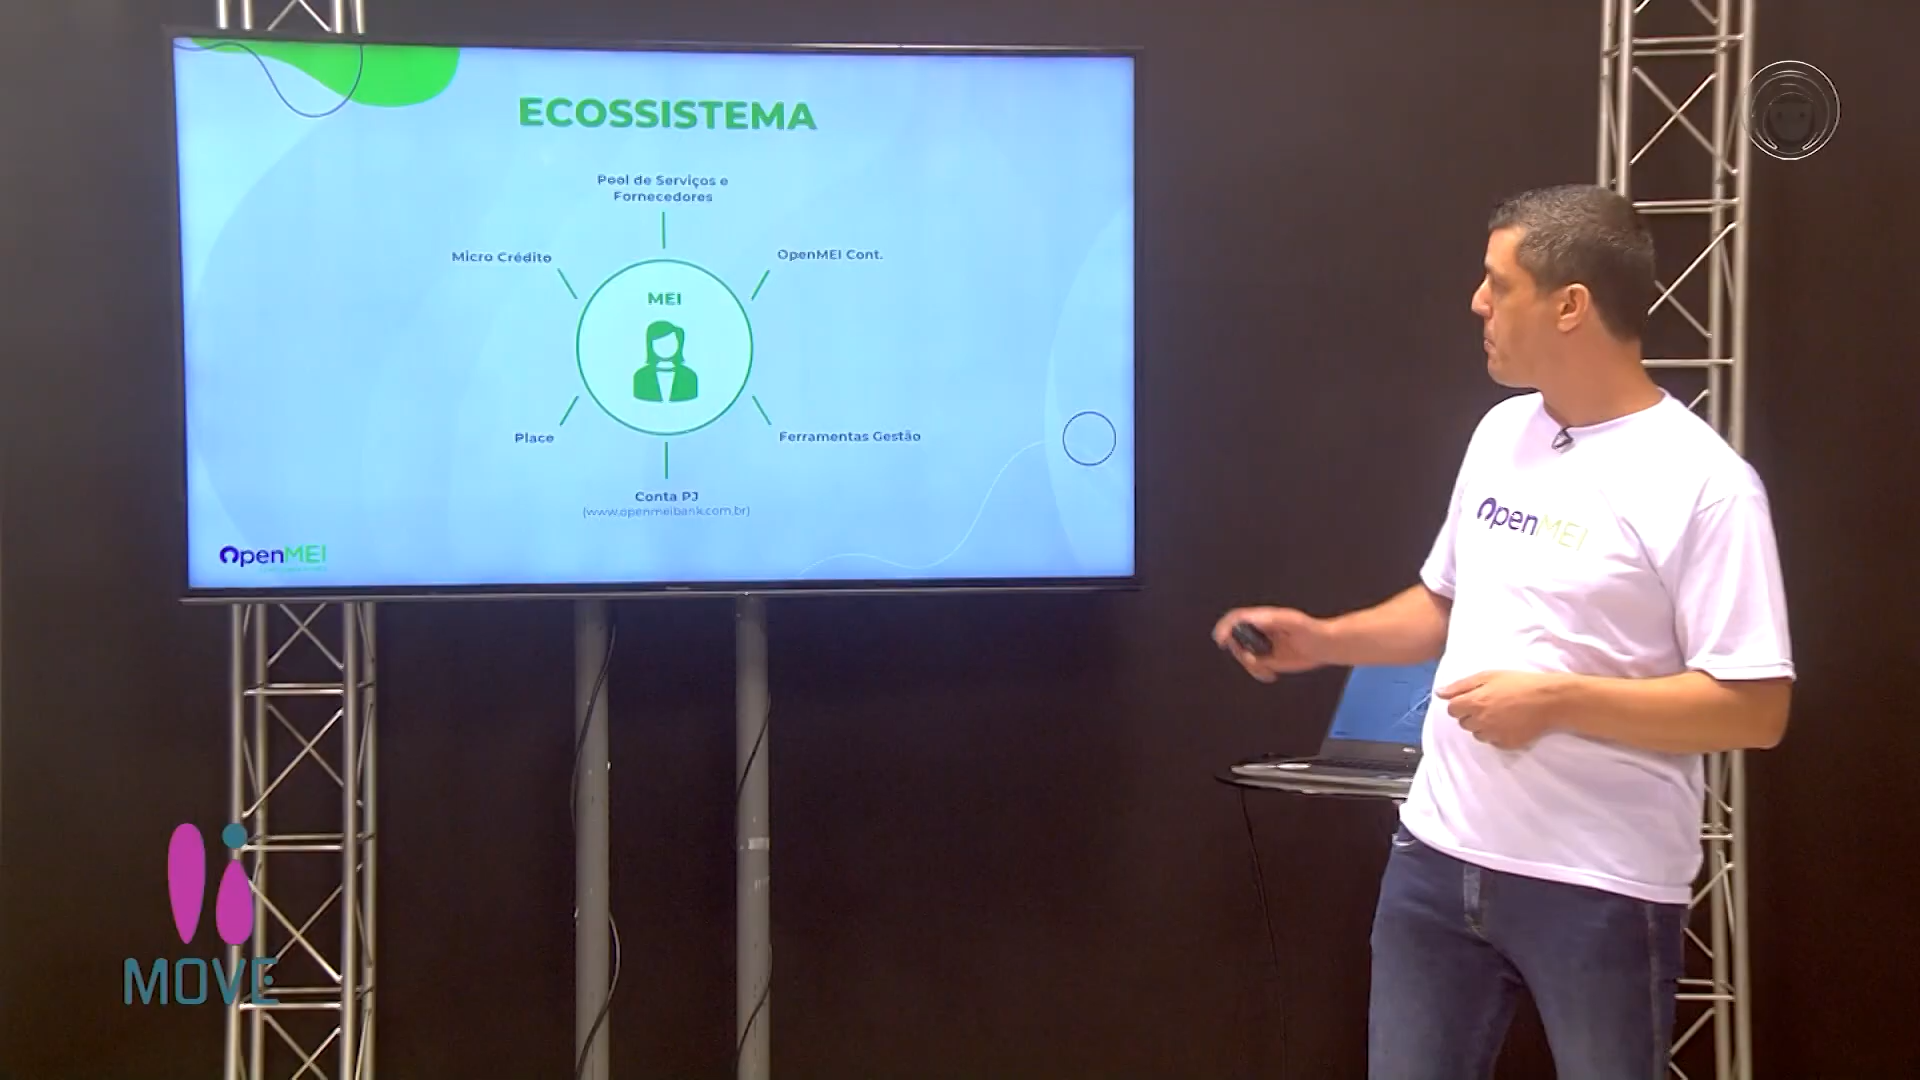 ECOSSISTEMA
Pool de Serviços e
Fornecedores
Micro Crédito
OpenMEI Cont.
MEI
Place
Ferramentas Gestão
Conta PJ
(www.openmeibank.com.br)
OpenMEI
OpenMEI
MOVE